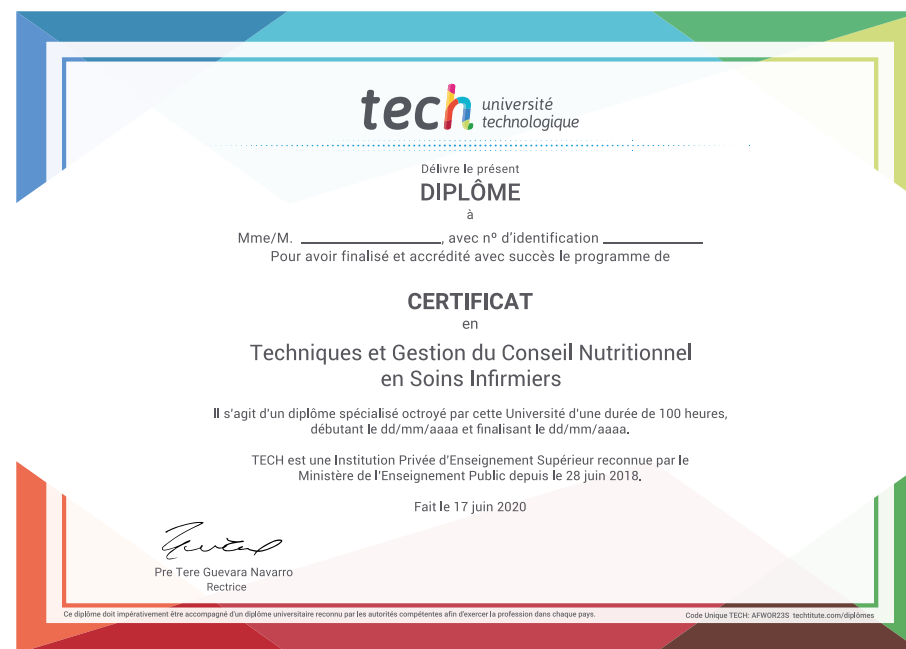 tech université
technologique
Délivre le présent
DIPLÔME
à
Mme/M. ____________________, avec nº d'identification ______________
Pour avoir finalisé et accrédité avec succès le programme de
CERTIFICAT
en
Techniques et Gestion du Conseil Nutritionnel
en Soins Infirmiers
Il s'agit d'un diplôme spécialisé octroyé par cette Université d'une durée de 100 heures,
débutant le dd/mm/aaaa et finalisant le dd/mm/aaaa.
TECH est une Institution Privée d'Enseignement Supérieur reconnue par le
Ministère de l'Enseignement Public depuis le 28 juin 2018.
Fait le 17 juin 2020
Pre Tere Guevara Navarro
Rectrice
Ce diplôme doit impérativement être accompagné d'un diplôme universitaire reconnu par les autorités compétentes afin d'exercer la profession dans chaque pays.
Code Unique TECH: AFWOR23S techtitute.com/diplômes